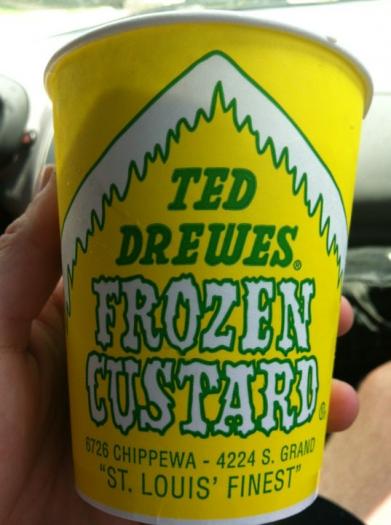 TED
DREWES®
FROZEN
CUSTARD®
6726 CHIPPEWA - 4224 S. GRAND
"ST. LOUIS' FINEST"